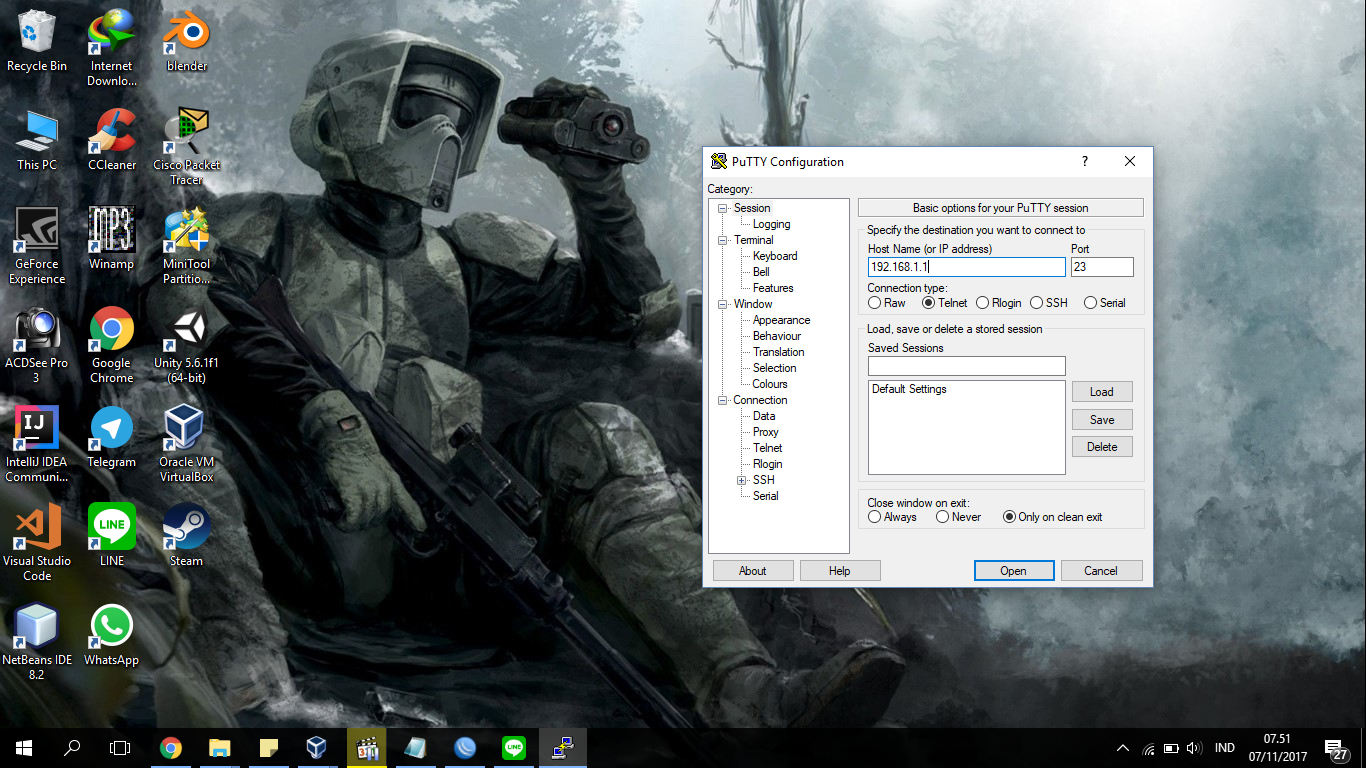 Recycle Bin
Internet
Downlo...
blender
This PC
CCleaner
Cisco Packet
Tracer
GeForce
Experience
MP3
Winamp
MiniTool
Partitio...
ACDSee Pro
3
Google
Chrome
Unity 5.6.1f1
(64-bit)
IJ
IntelliJ IDEA
Communi...
Telegram
Oracle VM
VirtualBox
Visual Studio
Code
LINE
LINE
Steam
NetBeans IDE
8.2
WhatsApp
PuTTY Configuration
?
Category:
Session
Logging
Terminal
Keyboard
Bell
Features
Window
Appearance
Behaviour
Translation
Selection
Colours
Connection
Data
Proxy
Telnet
Rlogin
SSH
Serial
Basic options for your PuTTY session
Specify the destination you want to connect to
Host Name (or IP address) Port
192.168.1.1 23
Connection type:
Raw Telnet Rlogin SSH Serial
Load, save or delete a stored session
Saved Sessions
Default Settings
Load
Save
Delete
Close window on exit:
Always Never Only on clean exit
About Help Open Cancel
LINE
IND
07.51
07/11/2017
27